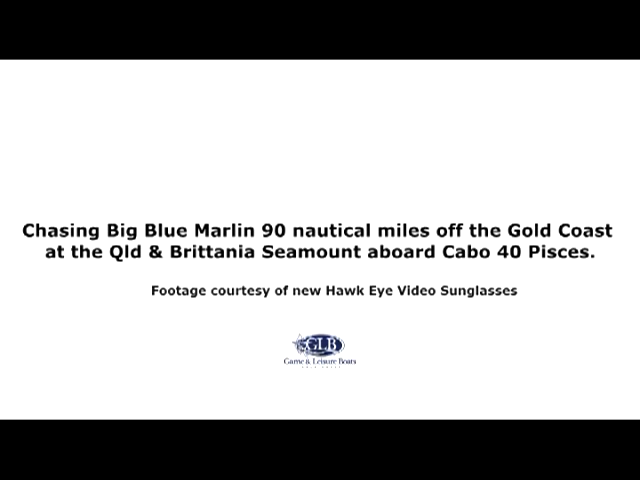 Chasing Big Blue Marlin 90 nautical miles off the Gold Coast
at the Qld & Brittania Seamount aboard Cabo 40 Pisces.
Footage courtesy of new Hawk Eye Video Sunglasses
GLB
Game & Leisure Boats